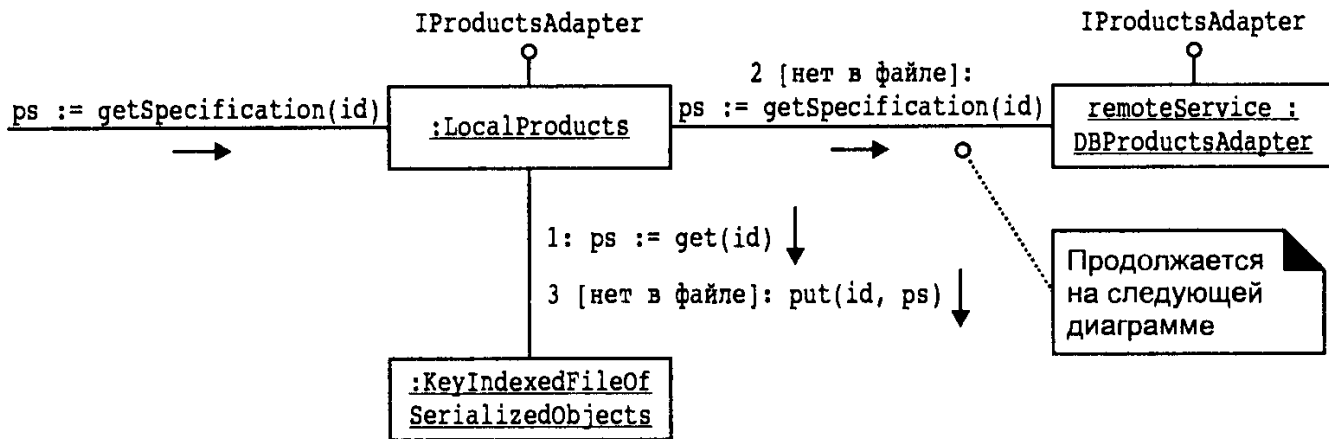 IProductsAdapter
IProductsAdapter
2 [нет в файле]:
ps := getSpecification(id)
:LocalProducts
ps := getSpecification(id)
remoteService :
DBProductsAdapter
1: ps := get(id)
3 [нет в файле]: put(id, ps)
Продолжается
на следующей
диаграмме
:KeyIndexedFileOf
SerializedObjects